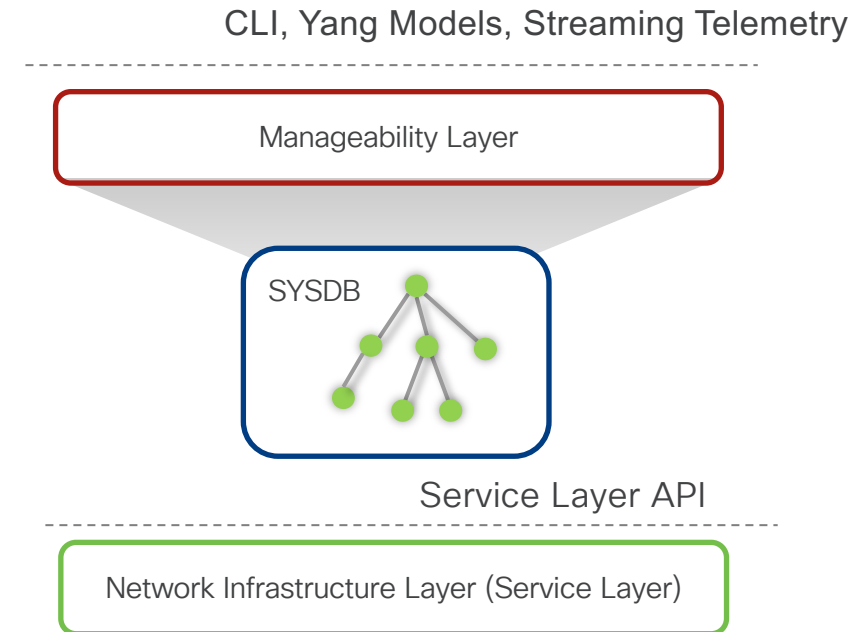 CLI, Yang Models, Streaming Telemetry
Manageability Layer
SYSDB
Service Layer API
Network Infrastructure Layer (Service Layer)